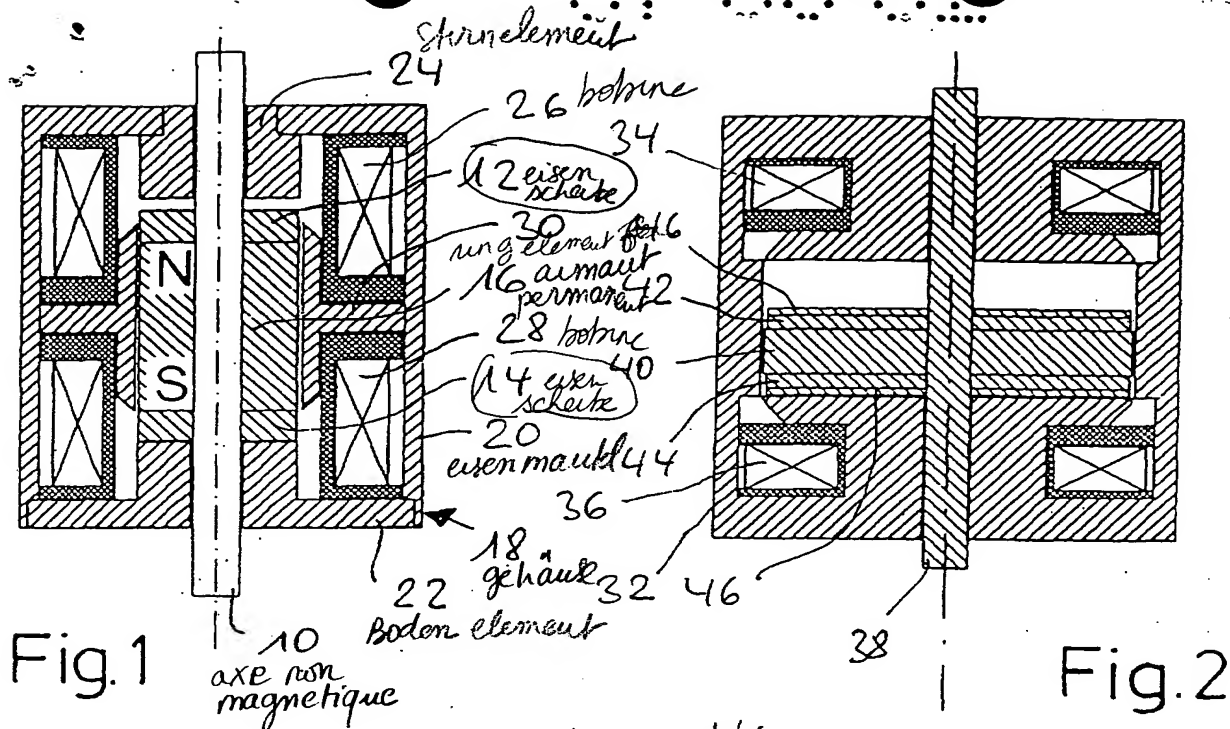 Stirnelement
24
26 bobine
34
12 eisen
scheibe
30
ring element
16 aimant
permanent
42
28 bobine
40
14 eisen
scheibe
20
eisenmantel
44
36
18
gehäuse
32
46
22
Boden element
10
axe non
magnetique
38
N
S
Fig.1
Fig.2